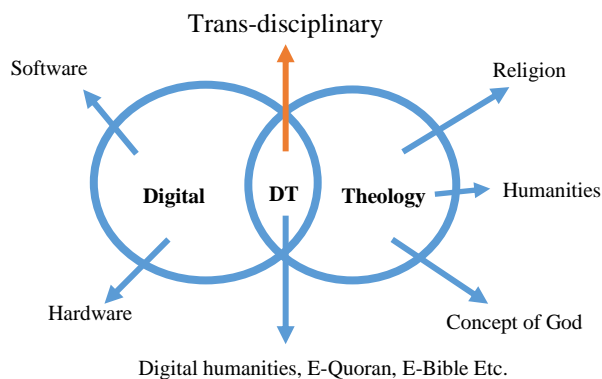 Trans-disciplinary
Software
Religion
Digital
DT
Theology
Humanities
Hardware
Concept of God
Digital humanities, E-Quoran, E-Bible Etc.